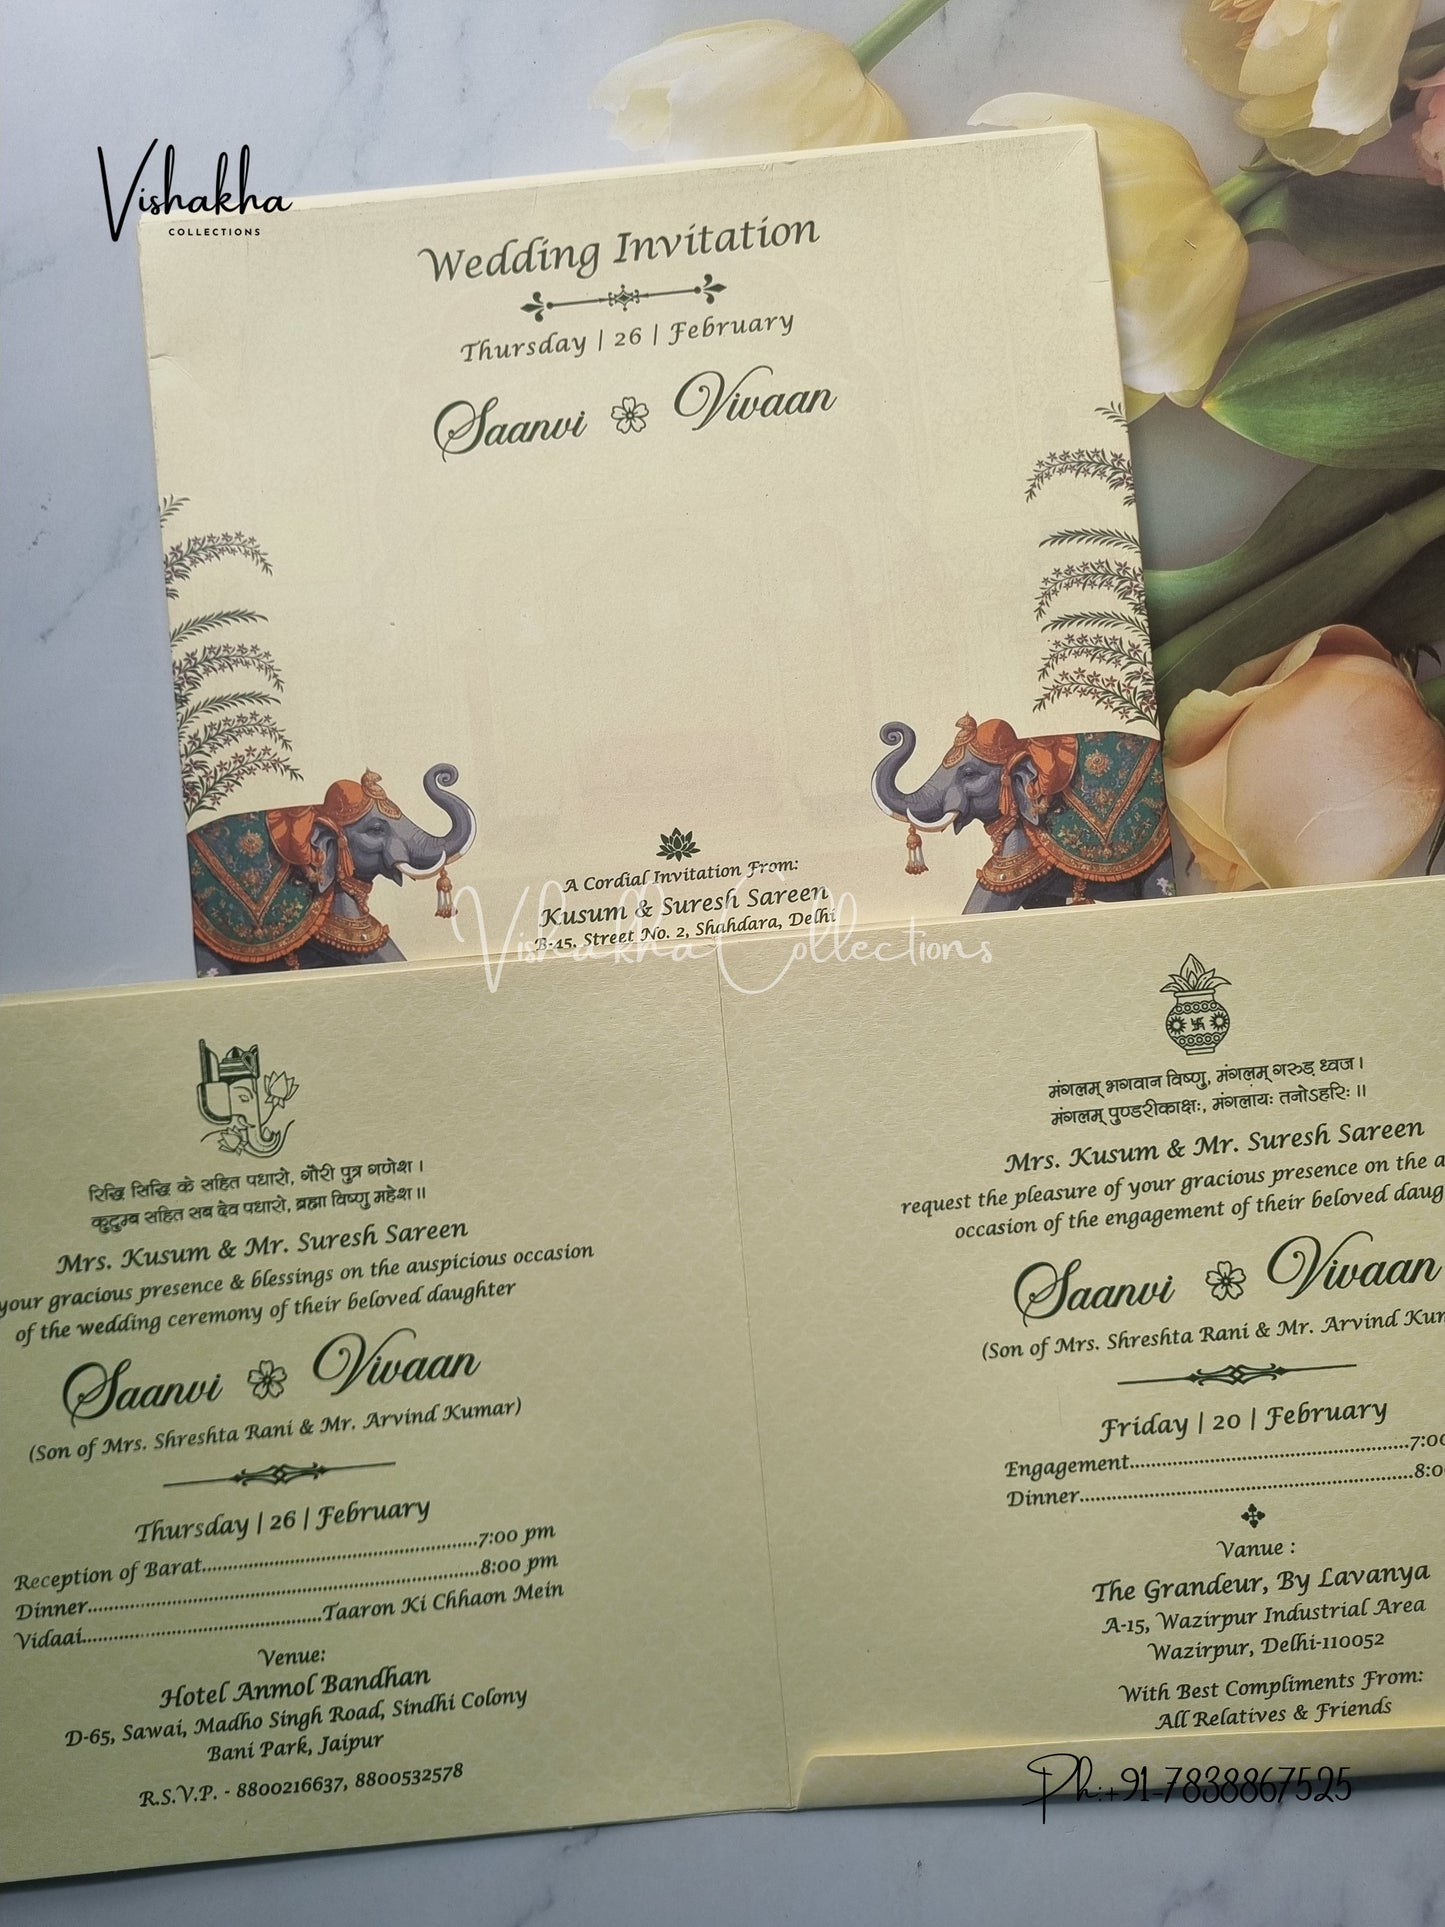 Vishakha
COLLECTIONS
Wedding Invitation
Thursday | 26 | February
Saanvi Vivaan
A Cordial Invitation From:
Kusum & Suresh Sareen
B-45, Street No. 2, Shahdara, Delhi
Vishakha Collections
रिद्धि सिद्धि के सहित पधारो, गौरी पुत्र गणेश ।
कुटुम्ब सहित सब देव पधारो, ब्रह्मा विष्णु महेश ॥
Mrs. Kusum & Mr. Suresh Sareen
your gracious presence & blessings on the auspicious occasion
of the wedding ceremony of their beloved daughter
Saanvi Vivaan
(Son of Mrs. Shreshta Rani & Mr. Arvind Kumar)
Thursday | 26 | February
Reception of Barat..........7:00 pm
Dinner..........8:00 pm
Vidaai..........Taaron Ki Chhaon Mein
Venue:
Hotel Anmol Bandhan
D-65, Sawai, Madho Singh Road, Sindhi Colony
Bani Park, Jaipur
R.S.V.P. - 8800216637, 8800532578
मंगलम् भगवान विष्णु, मंगलम् गरुड़ ध्वज ।
मंगलम् पुण्डरीकाक्षः, मंगलायः तनोऽहरिः ॥
Mrs. Kusum & Mr. Suresh Sareen
request the pleasure of your gracious presence on the
occasion of the engagement of their beloved
Saanvi Vivaan
(Son of Mrs. Shreshta Rani & Mr. Arvind
Friday | 20 | February
Engagement..........7:00
Dinner..........
Vanue :
The Grandeur, By Lavanya
A-15, Wazirpur Industrial Area
Wazirpur, Delhi-110052
With Best Compliments From:
All Relatives & Friends
Ph:+91-7838867525